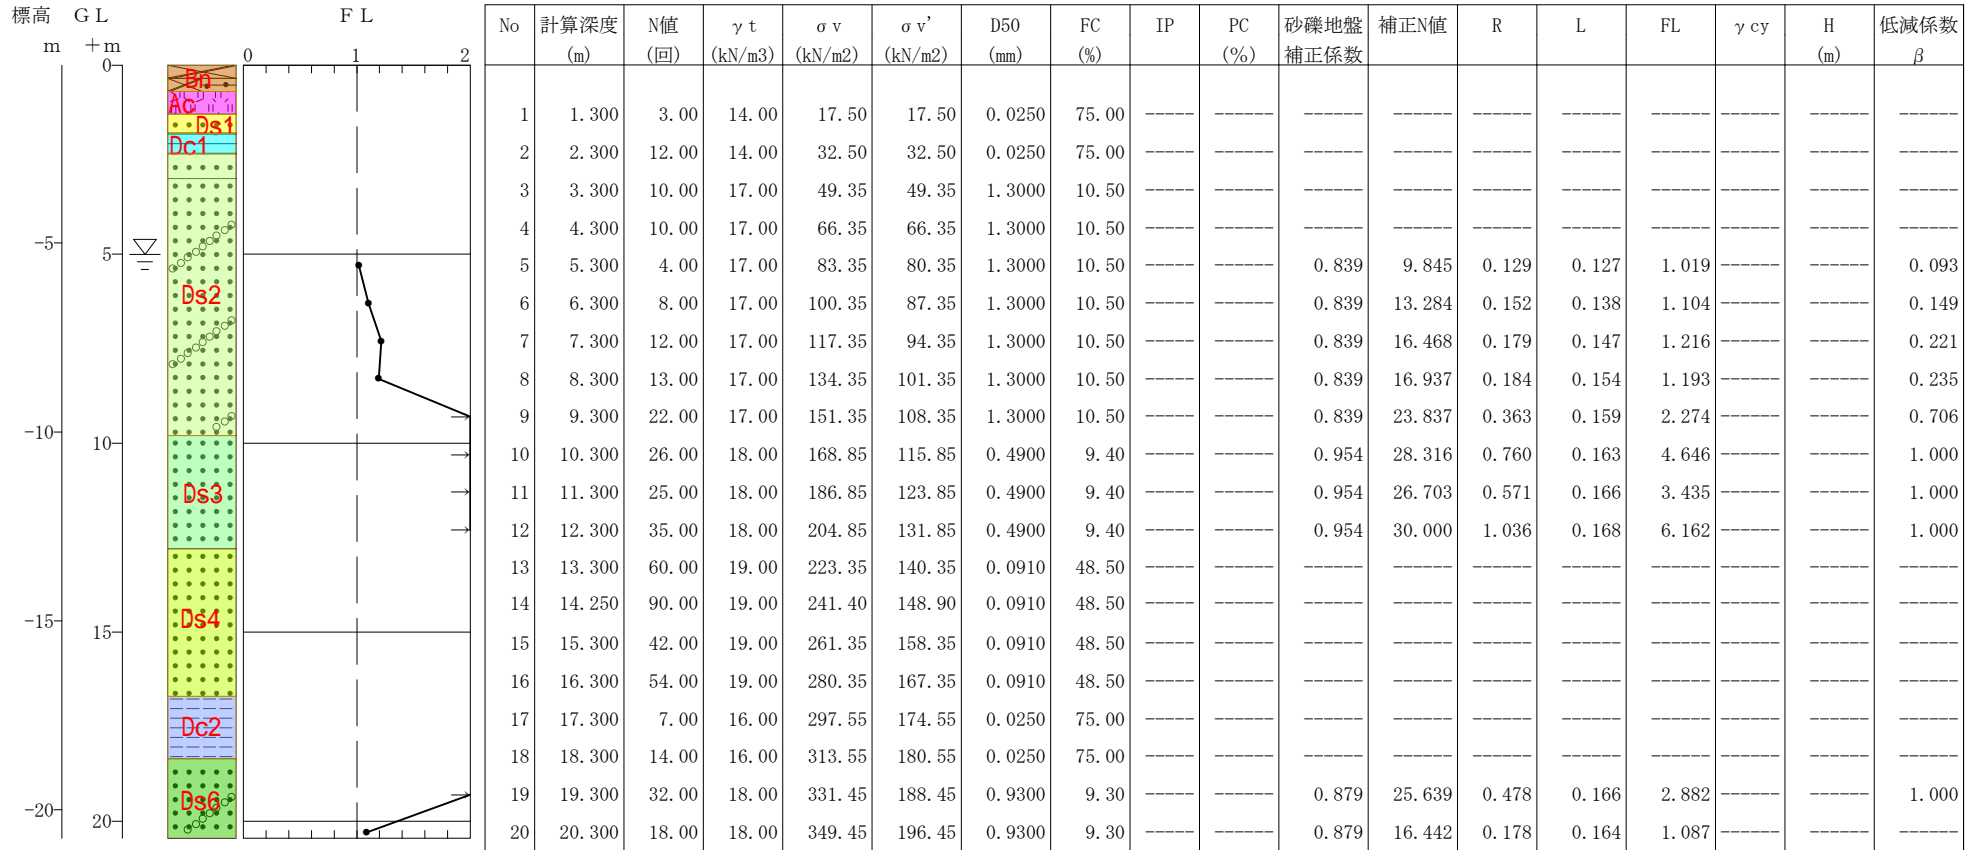 標高 GL FL No 計算深度 N値 γt σv σv' D50 FC IP PC 砂礫地盤 補正N値 R L FL γcy H 低減係数
m +m 0 1 2 (m) (回) (kN/m3) (kN/m2) (kN/m2) (mm) (%) (%) 補正係数 (m) β
0
Bn
Ac
1 1.300 3.00 14.00 17.50 17.50 0.0250 75.00 ----- ------ ------ ------ ------ ------ ------ ------ ------ ------
Ds1
Dc1
2 2.300 12.00 14.00 32.50 32.50 0.0250 75.00 ----- ------ ------ ------ ------ ------ ------ ------ ------ ------
3 3.300 10.00 17.00 49.35 49.35 1.3000 10.50 ----- ------ ------ ------ ------ ------ ------ ------ ------ ------
4 4.300 10.00 17.00 66.35 66.35 1.3000 10.50 ----- ------ ------ ------ ------ ------ ------ ------ ------ ------
-5 5
5 5.300 4.00 17.00 83.35 80.35 1.3000 10.50 ----- ------ 0.839 9.845 0.129 0.127 1.019 ------ ------ 0.093
Ds2
6 6.300 8.00 17.00 100.35 87.35 1.3000 10.50 ----- ------ 0.839 13.284 0.152 0.138 1.104 ------ ------ 0.149
7 7.300 12.00 17.00 117.35 94.35 1.3000 10.50 ----- ------ 0.839 16.468 0.179 0.147 1.216 ------ ------ 0.221
8 8.300 13.00 17.00 134.35 101.35 1.3000 10.50 ----- ------ 0.839 16.937 0.184 0.154 1.193 ------ ------ 0.235
9 9.300 22.00 17.00 151.35 108.35 1.3000 10.50 ----- ------ 0.839 23.837 0.363 0.159 2.274 ------ ------ 0.706
-10 10
10 10.300 26.00 18.00 168.85 115.85 0.4900 9.40 ----- ------ 0.954 28.316 0.760 0.163 4.646 ------ ------ 1.000
Ds3
11 11.300 25.00 18.00 186.85 123.85 0.4900 9.40 ----- ------ 0.954 26.703 0.571 0.166 3.435 ------ ------ 1.000
12 12.300 35.00 18.00 204.85 131.85 0.4900 9.40 ----- ------ 0.954 30.000 1.036 0.168 6.162 ------ ------ 1.000
13 13.300 60.00 19.00 223.35 140.35 0.0910 48.50 ----- ------ ------ ------ ------ ------ ------ ------ ------ ------
14 14.250 90.00 19.00 241.40 148.90 0.0910 48.50 ----- ------ ------ ------ ------ ------ ------ ------ ------ ------
Ds4
-15 15
15 15.300 42.00 19.00 261.35 158.35 0.0910 48.50 ----- ------ ------ ------ ------ ------ ------ ------ ------ ------
16 16.300 54.00 19.00 280.35 167.35 0.0910 48.50 ----- ------ ------ ------ ------ ------ ------ ------ ------ ------
Dc2
17 17.300 7.00 16.00 297.55 174.55 0.0250 75.00 ----- ------ ------ ------ ------ ------ ------ ------ ------ ------
18 18.300 14.00 16.00 313.55 180.55 0.0250 75.00 ----- ------ ------ ------ ------ ------ ------ ------ ------ ------
Ds6
19 19.300 32.00 18.00 331.45 188.45 0.9300 9.30 ----- ------ 0.879 25.639 0.478 0.166 2.882 ------ ------ 1.000
-20 20
20 20.300 18.00 18.00 349.45 196.45 0.9300 9.30 ----- ------ 0.879 16.442 0.178 0.164 1.087 ------ ------ ------